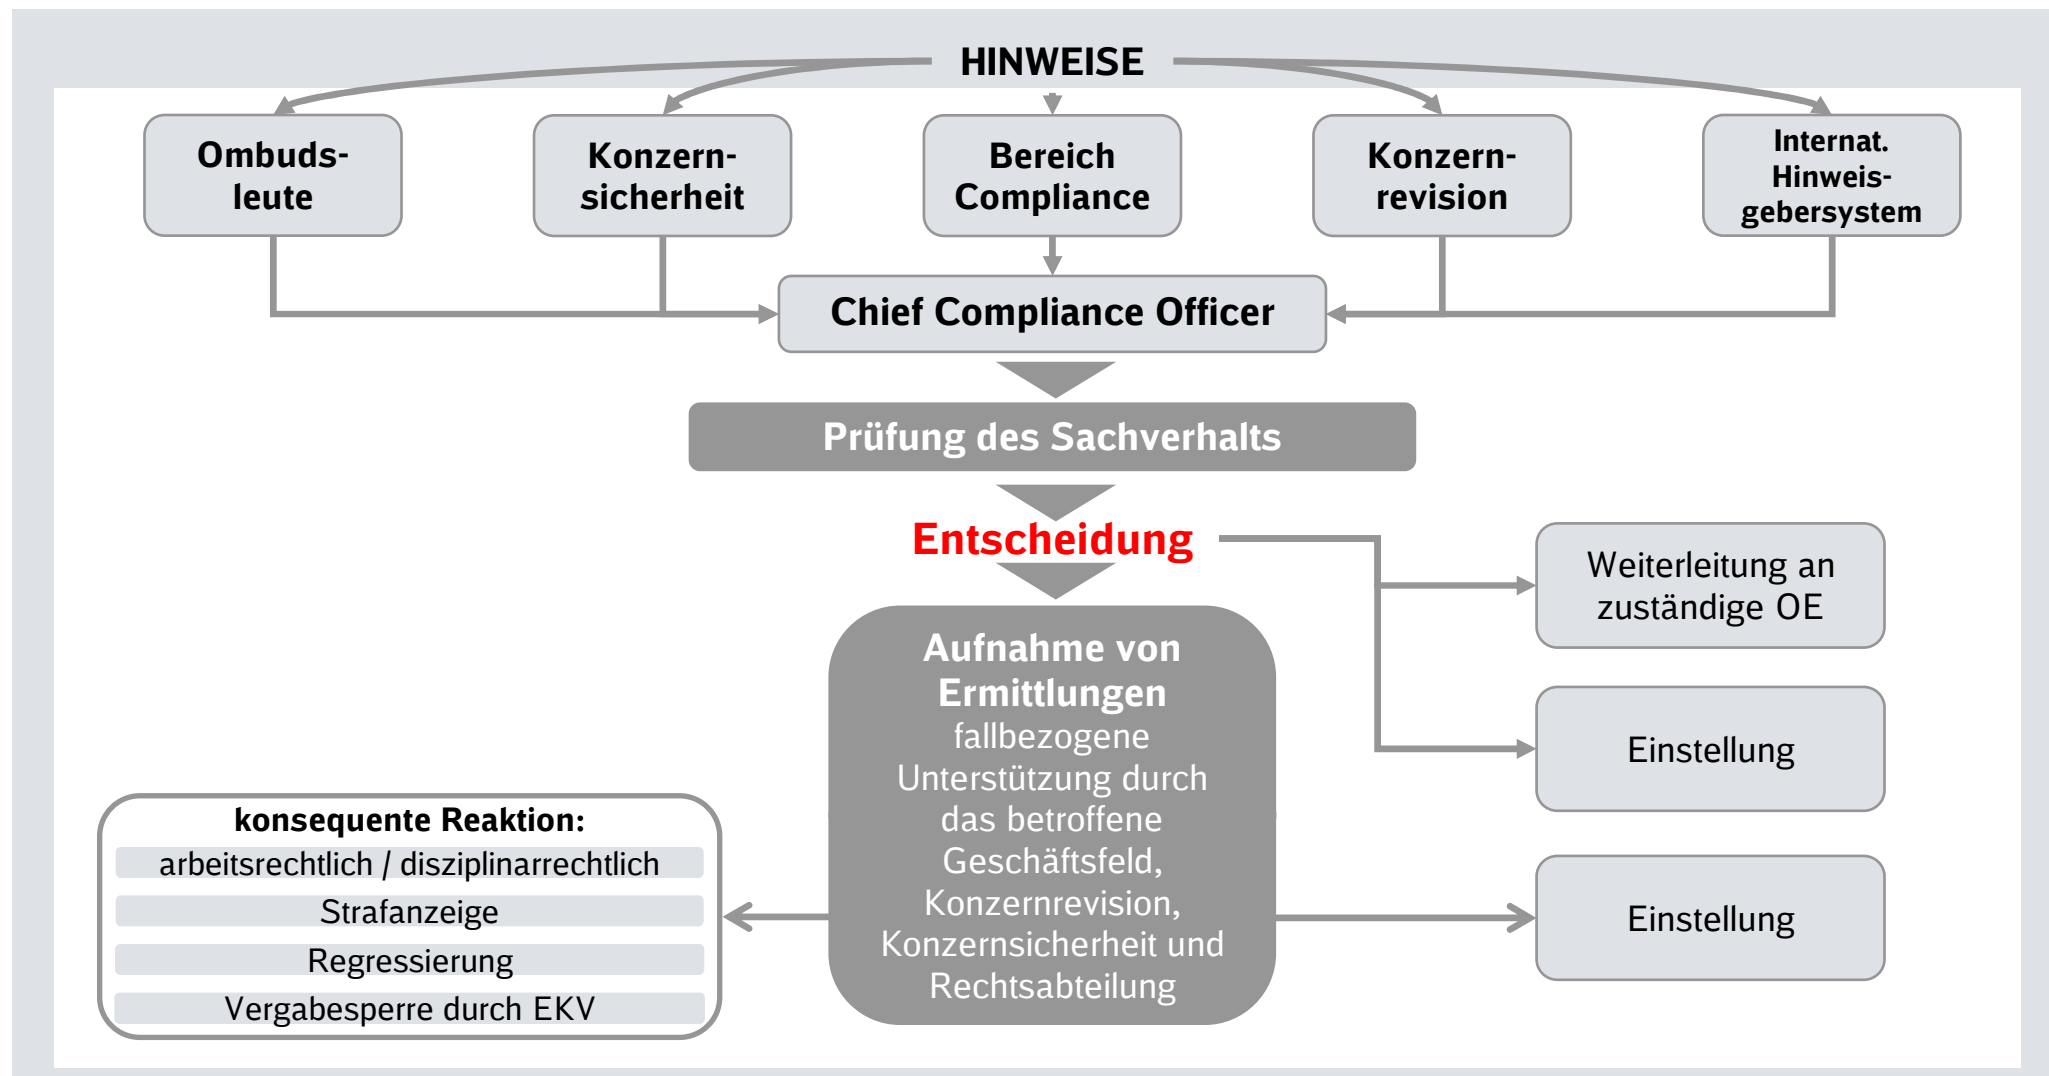 HINWEISE
Ombuds-
leute
Konzern-
sicherheit
Bereich
Compliance
Konzern-
revision
Internat.
Hinweis-
gebersystem
Chief Compliance Officer
Prüfung des Sachverhalts
Entscheidung
Weiterleitung an
zuständige OE
Einstellung
Aufnahme von
Ermittlungen
fallbezogene
Unterstützung durch
das betroffene
Geschäftsfeld,
Konzernrevision,
Konzernsicherheit und
Rechtsabteilung
konsequente Reaktion:
arbeitsrechtlich / disziplinarrechtlich
Strafanzeige
Regressierung
Vergabesperre durch EKV
Einstellung